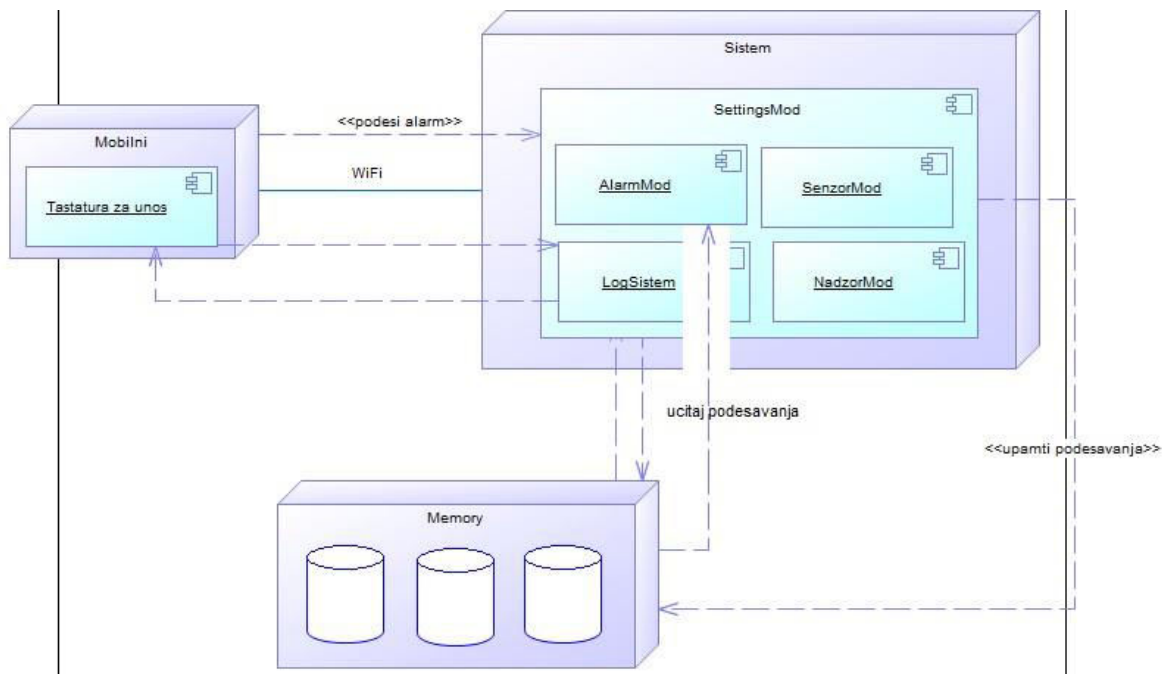 Sistem
SettingsMod
<<podesi alarm>>
Mobilni
WiFi
AlarmMod
SenzorMod
Tastatura za unos
LogSistem
NadzorMod
ucitaj podesavanja
<<upamti podesavanja>>
Memory